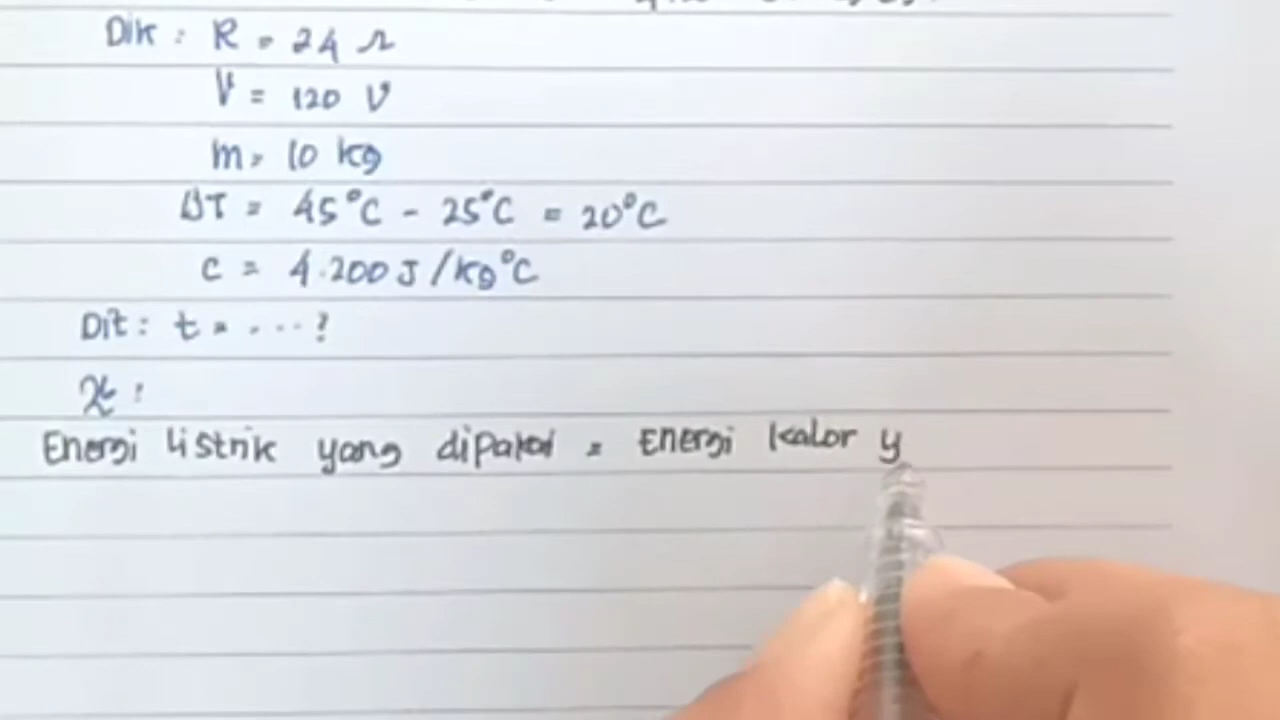 Dik : R = 24 Ω
V = 120 V
m = 10 kg
ΔT = 45°C - 25°C = 20°C
c = 4.200 J/kg°C
Dit : t = ....?
Energi listrik yang dipakai = Energi kalor y